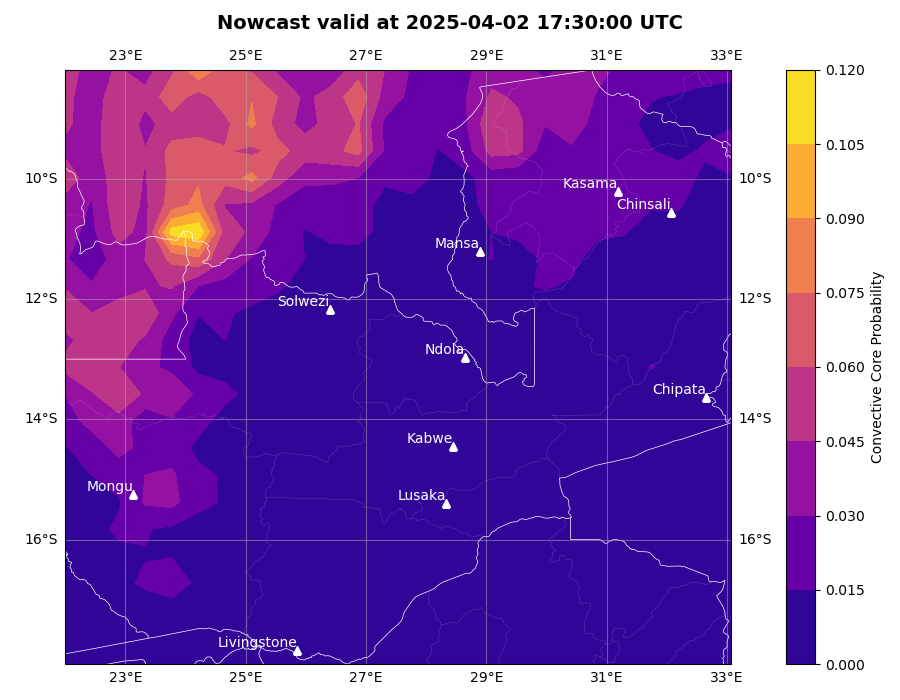 Nowcast valid at 2025-04-02 17:30:00 UTC
23°E 25°E 27°E 29°E 31°E 33°E
0.120
0.105
10°S Kasama 10°S
Chinsali
0.090
Mansa
12°S Solwezi 12°S
0.075
Ndola
0.060
Chipata
14°S 14°S
Kabwe
0.045
Mongu
Lusaka
0.030
16°S 16°S
0.015
Livingstone
0.000
23°E 25°E 27°E 29°E 31°E 33°E
Convective Core Probability